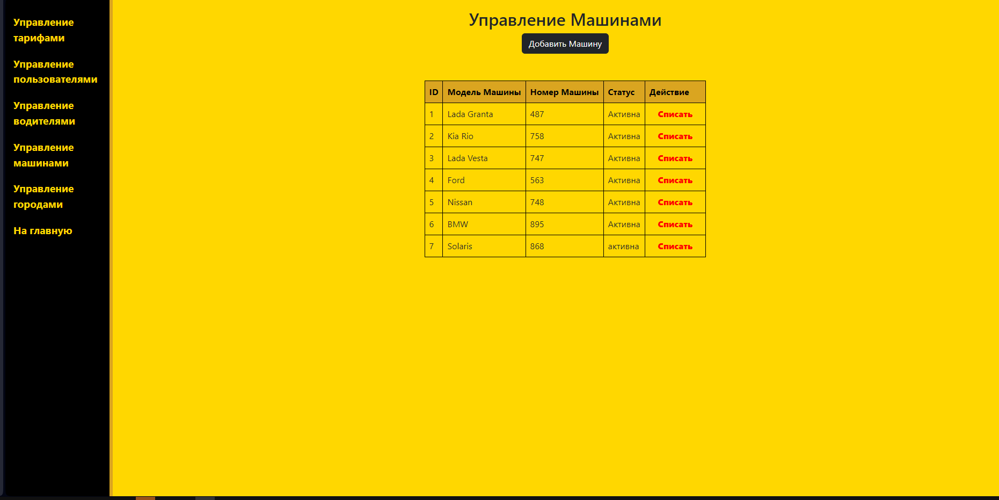 Управление
тарифами
Управление
пользователями
Управление
водителями
Управление
машинами
Управление
городами
На главную
Управление Машинами
Добавить Машину
ID Модель Машины Номер Машины Статус Действие
1 Lada Granta 487 Активна Списать
2 Kia Rio 758 Активна Списать
3 Lada Vesta 747 Активна Списать
4 Ford 563 Активна Списать
5 Nissan 748 Активна Списать
6 BMW 895 Активна Списать
7 Solaris 868 активна Списать